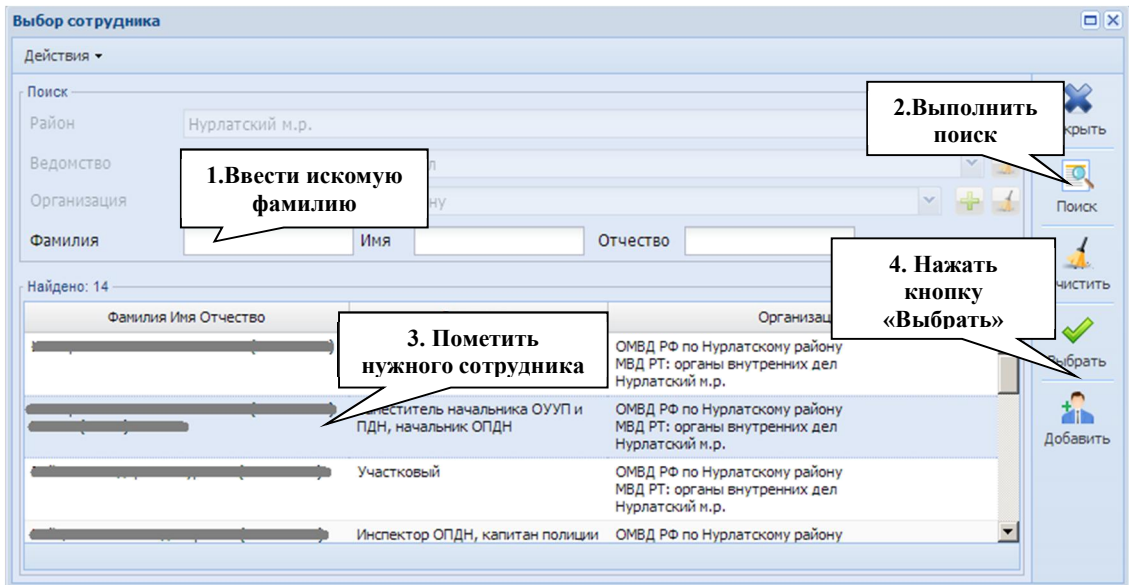 Выбор сотрудника
Действия
Поиск
Район
Нурлатский м.р.
Ведомство
Организация
Фамилия
Имя
Отчество
1.Ввести искомую
фамилию
2.Выполнить
поиск
Поиск
4. Нажать
кнопку
«Выбрать»
Добавить
Найдено: 14
Фамилия Имя Отчество
3. Пометить
нужного сотрудника
ОМВД РФ по Нурлатскому району
МВД РТ: органы внутренних дел
Нурлатский м.р.
начальника ОУУП и
ПДН, начальник ОПДН
ОМВД РФ по Нурлатскому району
МВД РТ: органы внутренних дел
Нурлатский м.р.
Участковый
ОМВД РФ по Нурлатскому району
МВД РТ: органы внутренних дел
Нурлатский м.р.
Инспектор ОПДН, капитан полиции
ОМВД РФ по Нурлатскому району